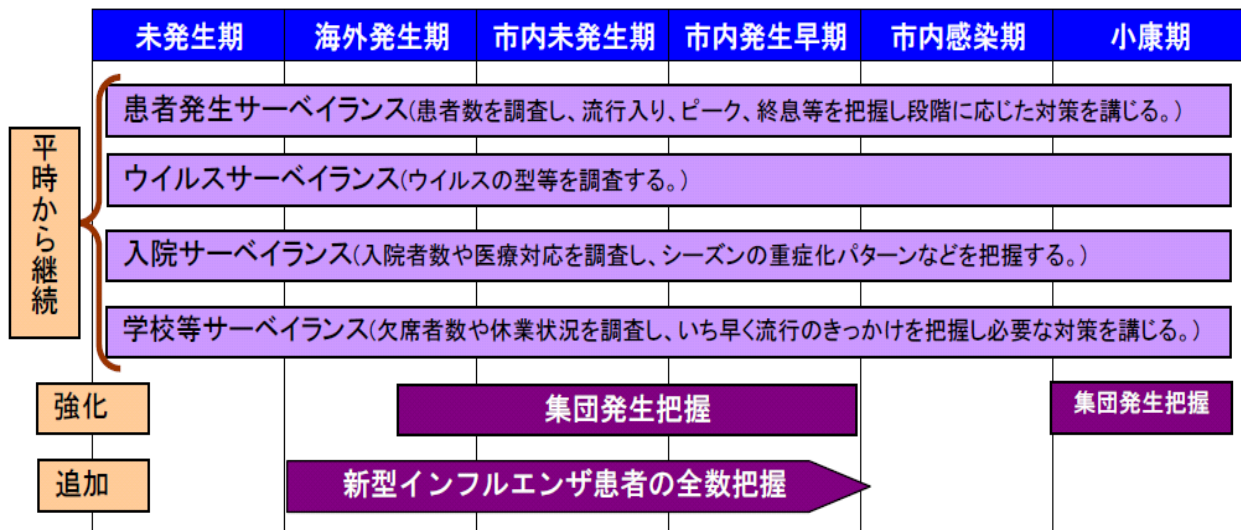 未発生期 海外発生期 市内未発生期 市内発生早期 市内感染期 小康期
平時から継続
患者発生サーベイランス(患者数を調査し、流行入り、ピーク、終息等を把握し段階に応じた対策を講じる。)
ウイルスサーベイランス(ウイルスの型等を調査する。)
入院サーベイランス(入院者数や医療対応を調査し、シーズンの重症化パターンなどを把握する。)
学校等サーベイランス(欠席者数や休業状況を調査し、いち早く流行のきっかけを把握し必要な対策を講じる。)
強化 集団発生把握 集団発生把握
追加 新型インフルエンザ患者の全数把握